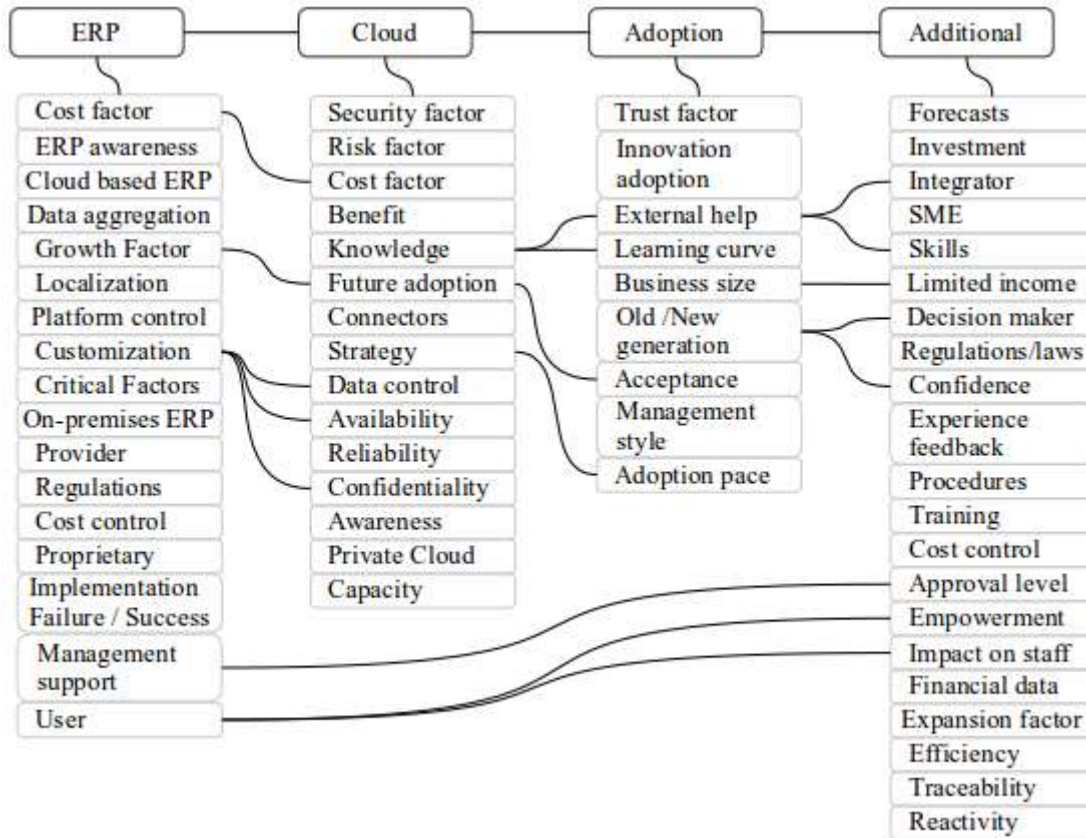 ERP
Cloud
Adoption
Additional
Cost factor
ERP awareness
Cloud based ERP
Data aggregation
Growth Factor
Localization
Platform control
Customization
Critical Factors
On-premises ERP
Provider
Regulations
Cost control
Proprietary
Implementation
Failure / Success
Management
support
User
Security factor
Risk factor
Cost factor
Benefit
Knowledge
Future adoption
Connectors
Strategy
Data control
Availability
Reliability
Confidentiality
Awareness
Private Cloud
Capacity
Trust factor
Innovation
adoption
External help
Learning curve
Business size
Old /New
generation
Acceptance
Management
style
Adoption pace
Forecasts
Investment
Integrator
SME
Skills
Limited income
Decision maker
Regulations/laws
Confidence
Experience
feedback
Procedures
Training
Cost control
Approval level
Empowerment
Impact on staff
Financial data
Expansion factor
Efficiency
Traceability
Reactivity